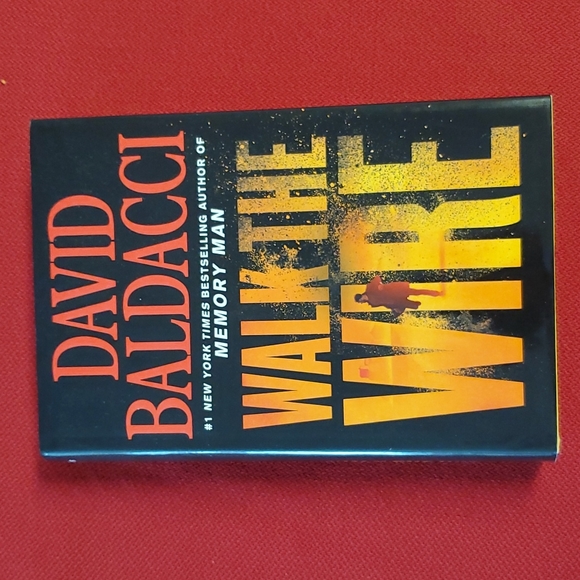 DAVID
BALDACCI
#1 NEW YORK TIMES BESTSELLING AUTHOR OF
MEMORY MAN
WALK THE
WIRE